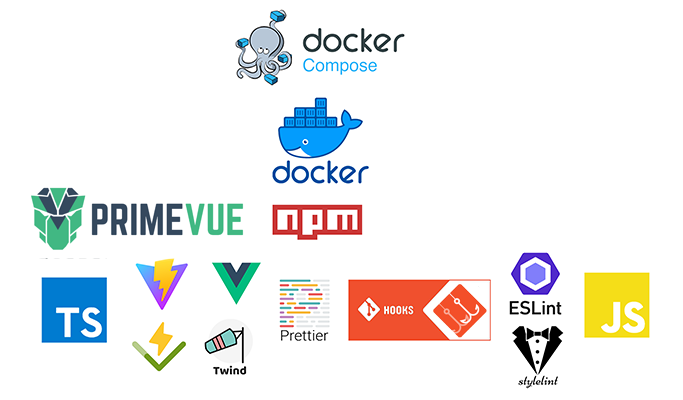 docker
Compose
docker
PRIMEVUE
npm
TS
Twind
Prettier
HOOKS
ESLint
stylelint
JS